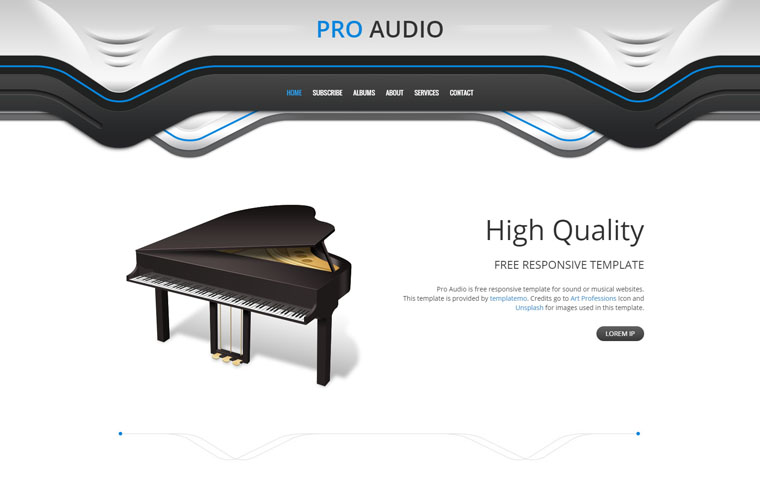 PRO AUDIO
HOME SUBSCRIBE ALBUMS ABOUT SERVICES CONTACT
High Quality
FREE RESPONSIVE TEMPLATE
Pro Audio is free responsive template for sound or musical websites.
This template is provided by templatemo. Credits go to Art Professions Icon and
Unsplash for images used in this template.
LOREM IP